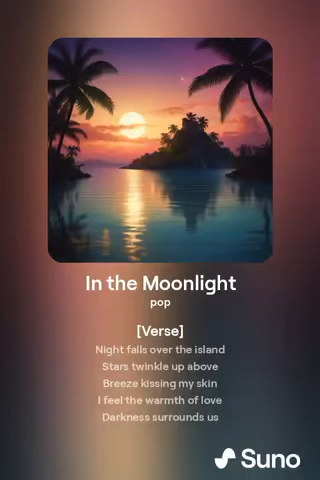 In the Moonlight
pop
[Verse]
Night falls over the island
Stars twinkle up above
Breeze kissing my skin
I feel the warmth of love
Darkness surrounds us
Suno